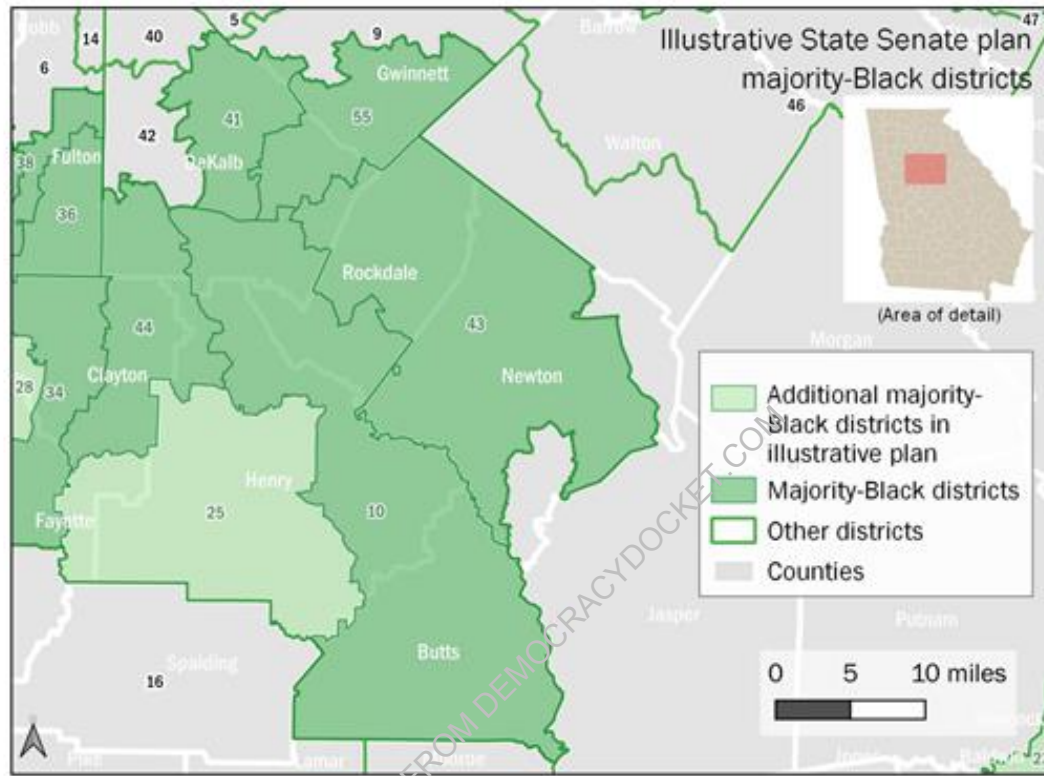 Illustrative State Senate plan
majority-Black districts
(Area of detail)
Additional majority-
Black districts in
illustrative plan
Majority-Black districts
Other districts
Counties
0 5 10 miles
5
14
40
9
47
6
Gwinnett
Barrow
46
42
41
55
DeKalb
Walton
38
Fulton
36
Rockdale
44
43
Morgan
28
34
Clayton
Newton
Henry
25
10
Fayette
Jasper
Putnam
Butts
Spalding
16
Pike
Lamar
Baldwin
FROM DEMOCRACYDOCKET.COM